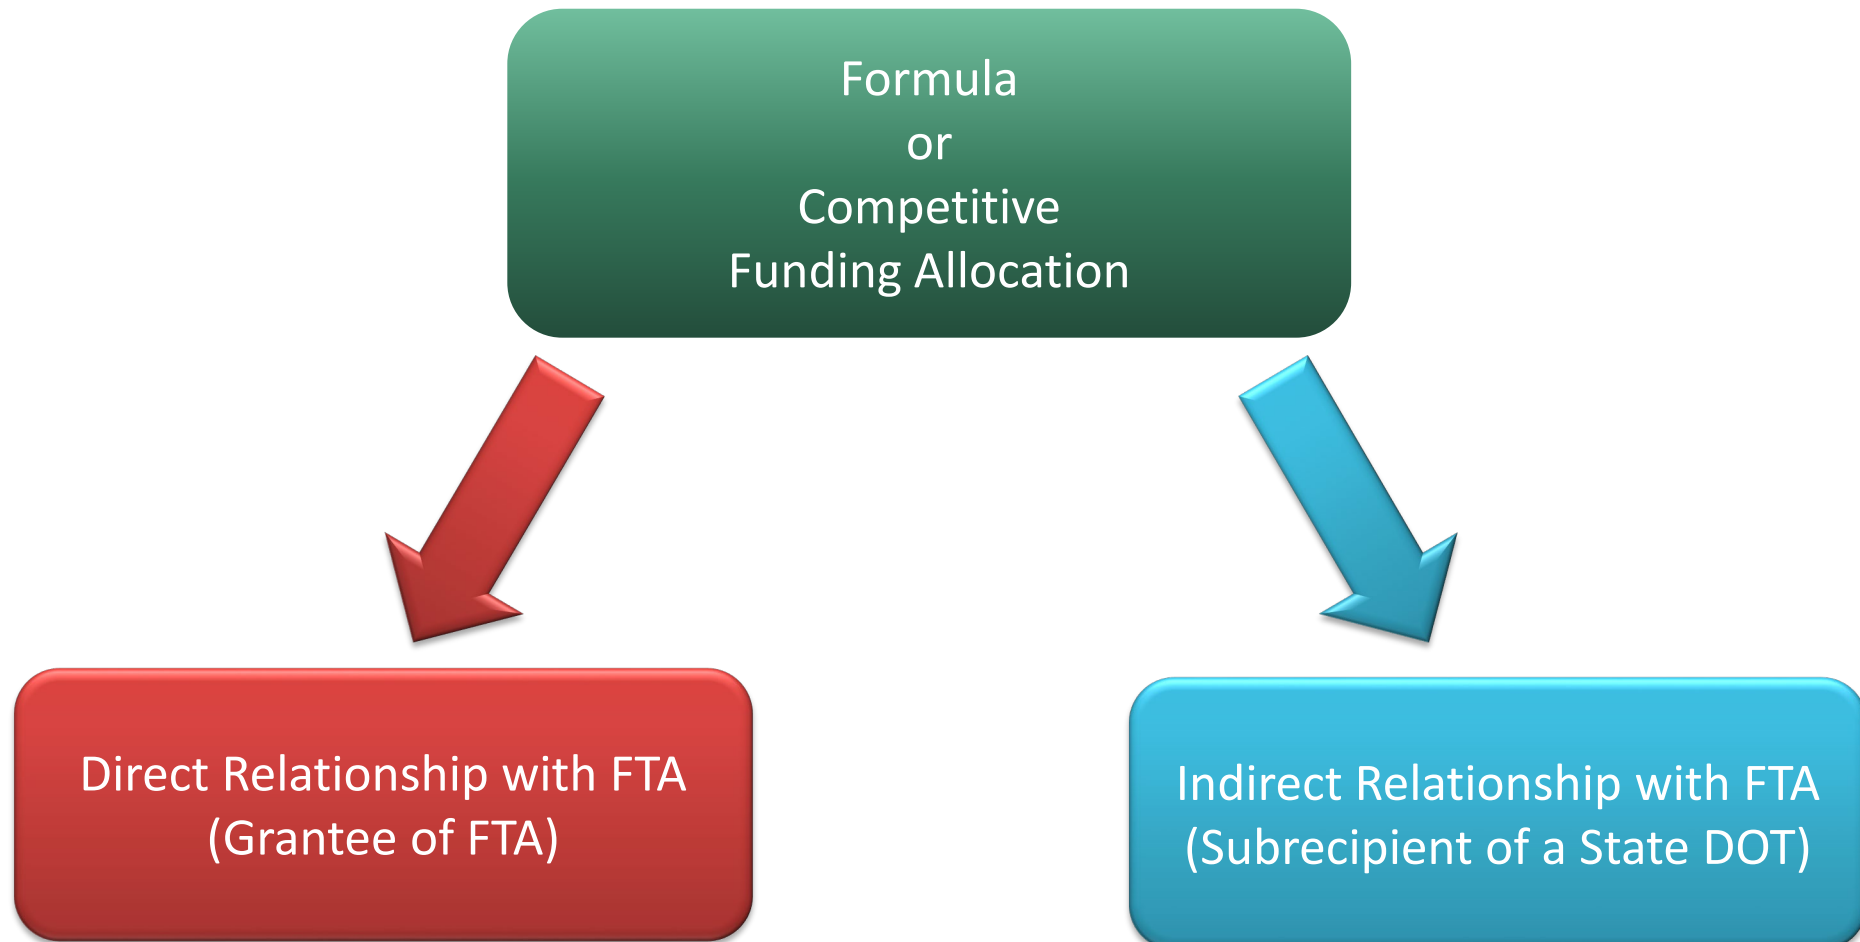 Formula
or
Competitive
Funding Allocation
Direct Relationship with FTA
(Grantee of FTA)
Indirect Relationship with FTA
(Subrecipient of a State DOT)